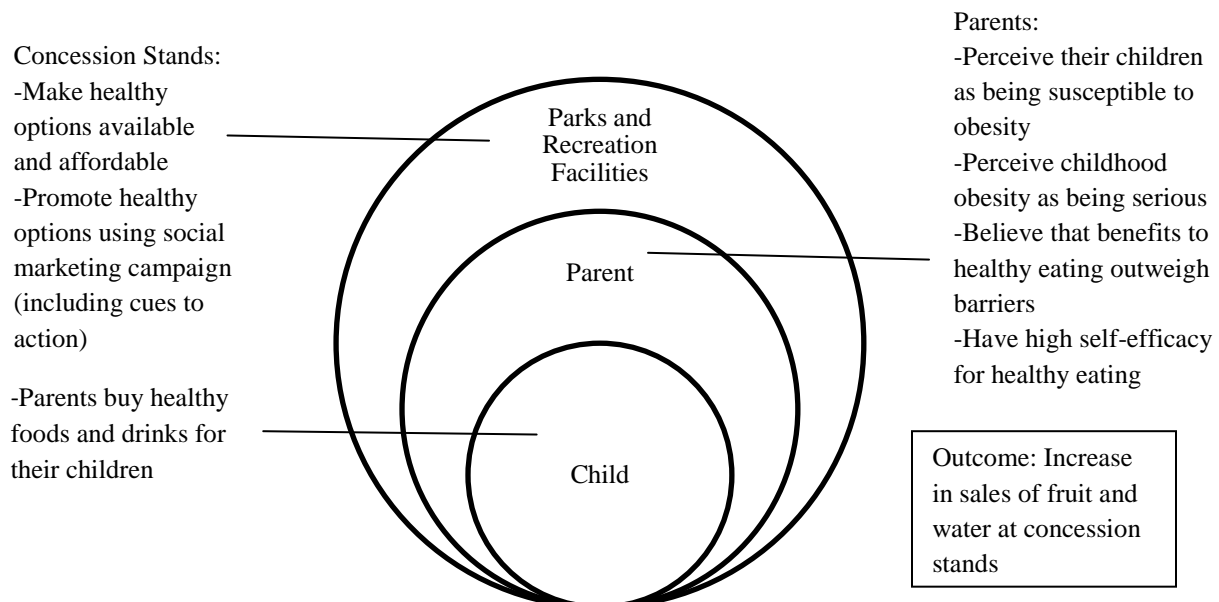 Concession Stands:
-Make healthy
options available
and affordable
-Promote healthy
options using social
marketing campaign
(including cues to
action)
-Parents buy healthy
foods and drinks for
their children
Parks and
Recreation
Facilities
Parent
Child
Parents:
-Perceive their children
as being susceptible to
obesity
-Perceive childhood
obesity as being serious
-Believe that benefits to
healthy eating outweigh
barriers
-Have high self-efficacy
for healthy eating
Outcome: Increase
in sales of fruit and
water at concession
stands